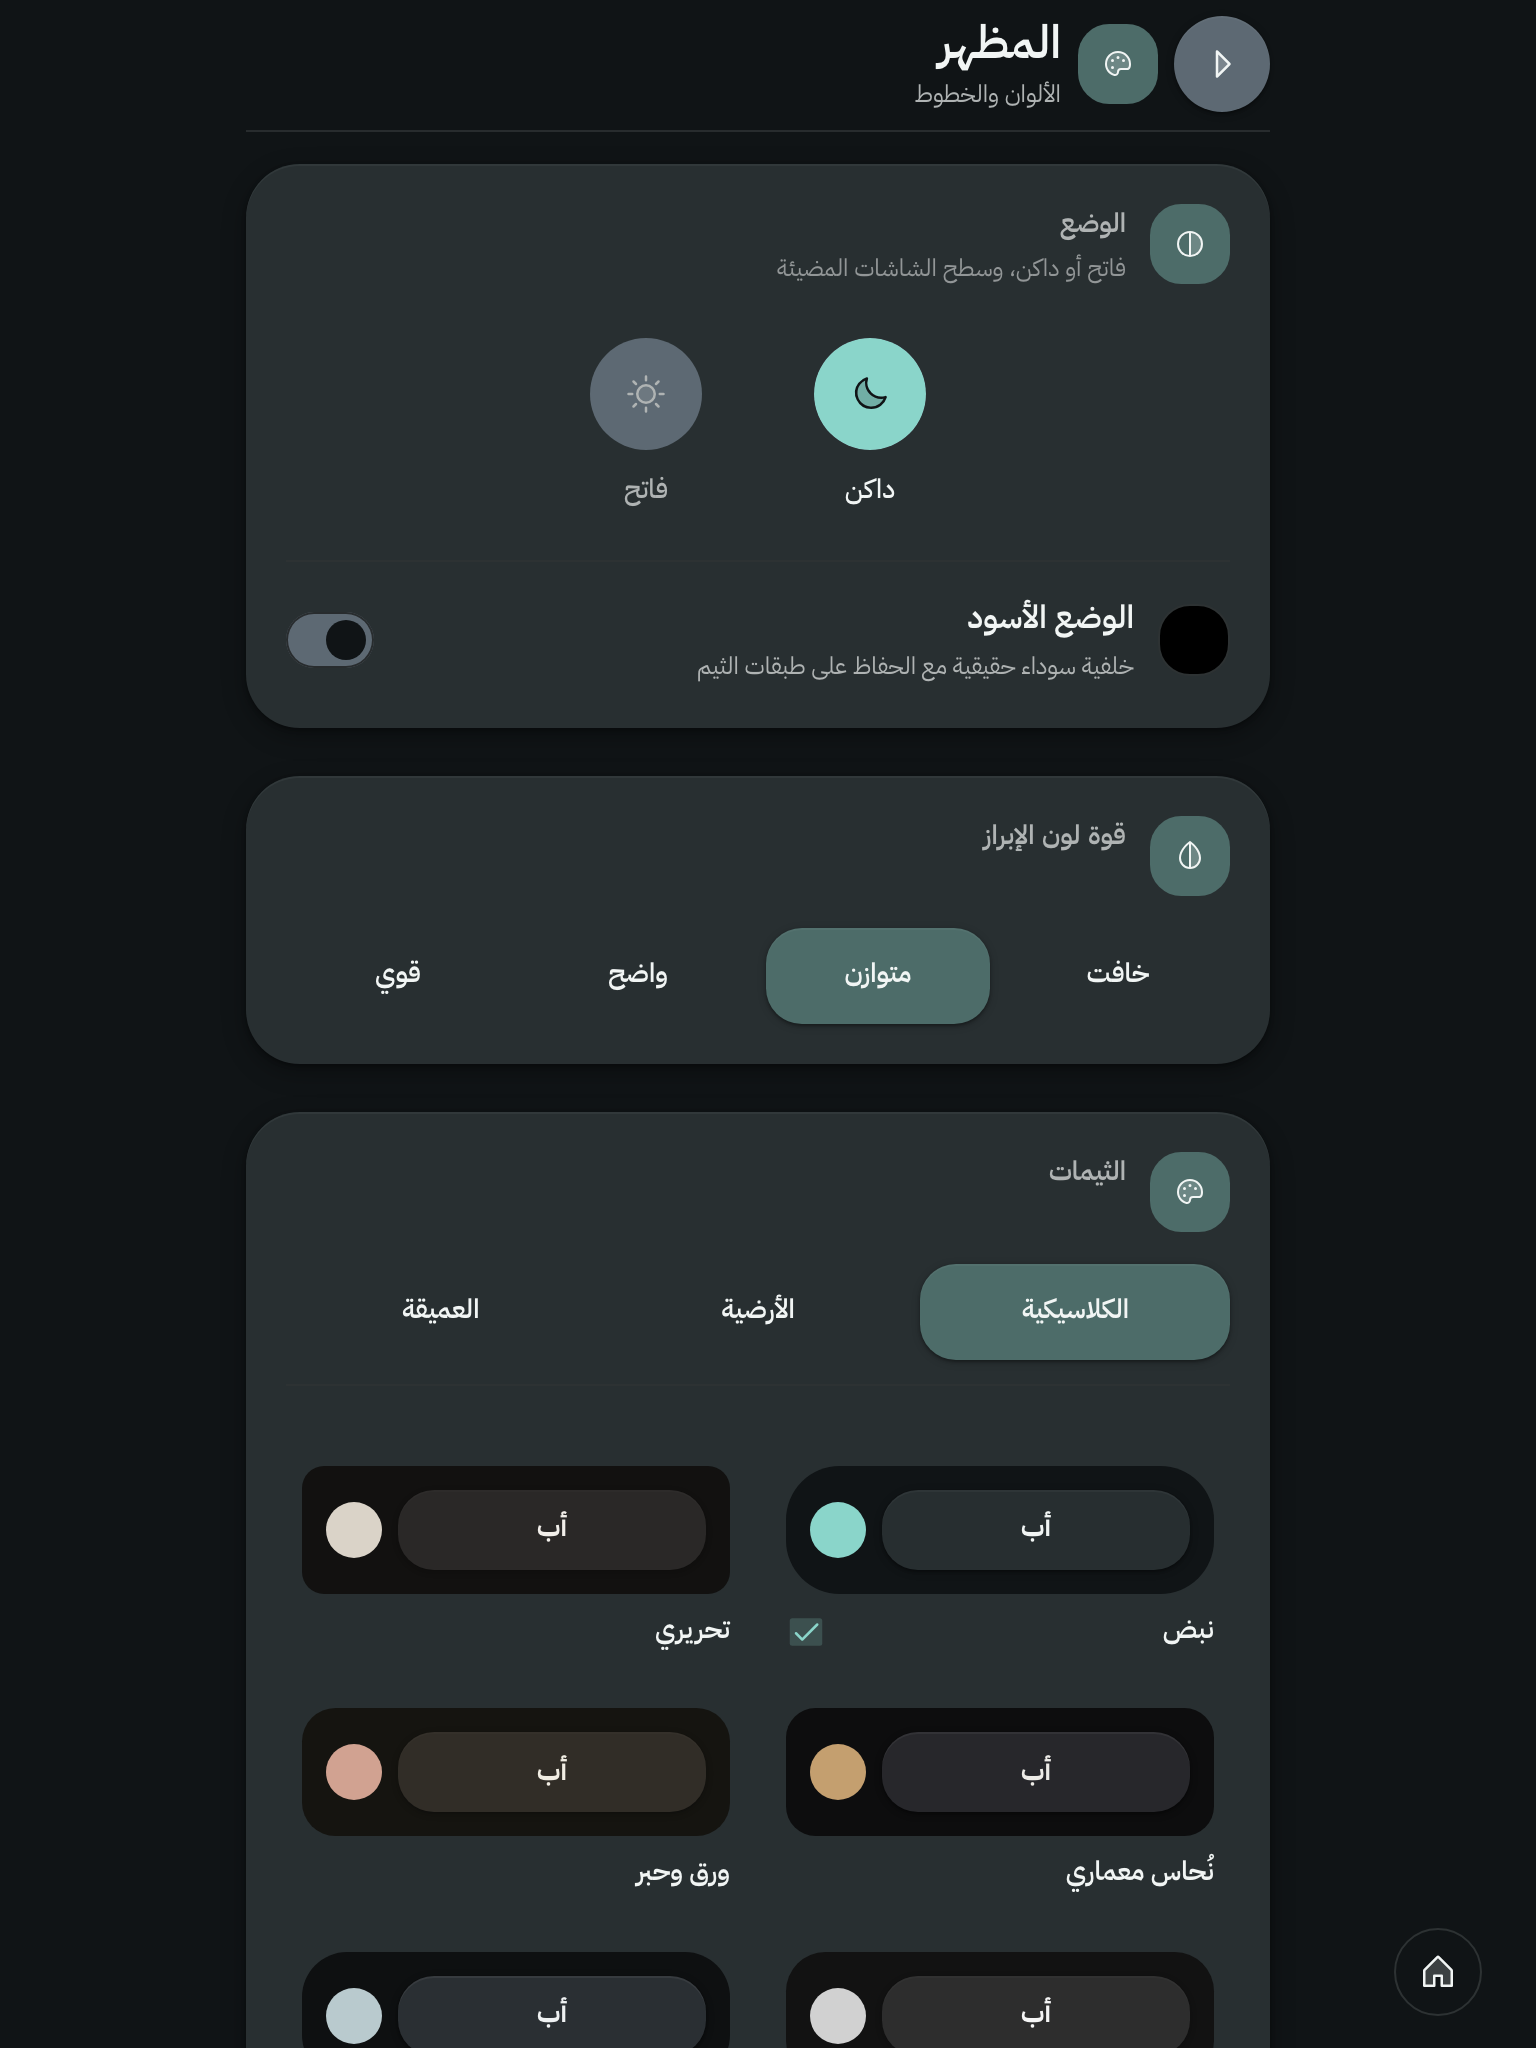 المظهر
الألوان والخطوط
الوضع
فاتح أو داكن، وسطح الشاشات المضيئة
داكن
فاتح
الوضع الأسود
خلفية سوداء حقيقية مع الحفاظ على طبقات الثيم
قوة لون الإبراز
خافت
متوازن
واضح
قوي
الثيمات
الكلاسيكية
الأرضية
العميقة
أب
أب
نبض
تحريري
أب
أب
نُحاس معماري
ورق وحبر
أب
أب